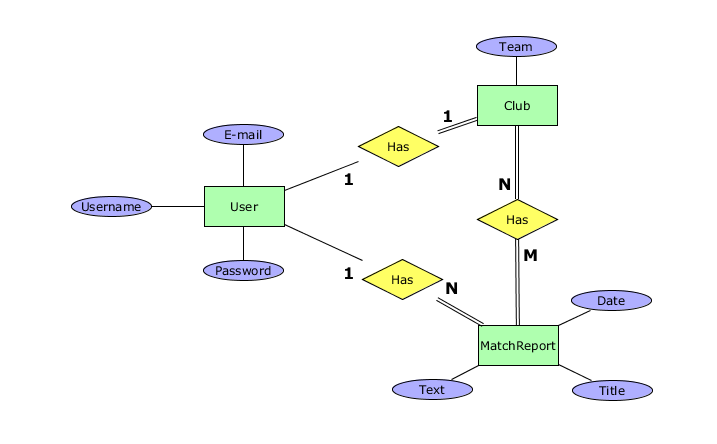 Team
Club
1
Has
E-mail
1
N
Username
User
Has
M
1
Has
N
Password
Date
MatchReport
Text
Title